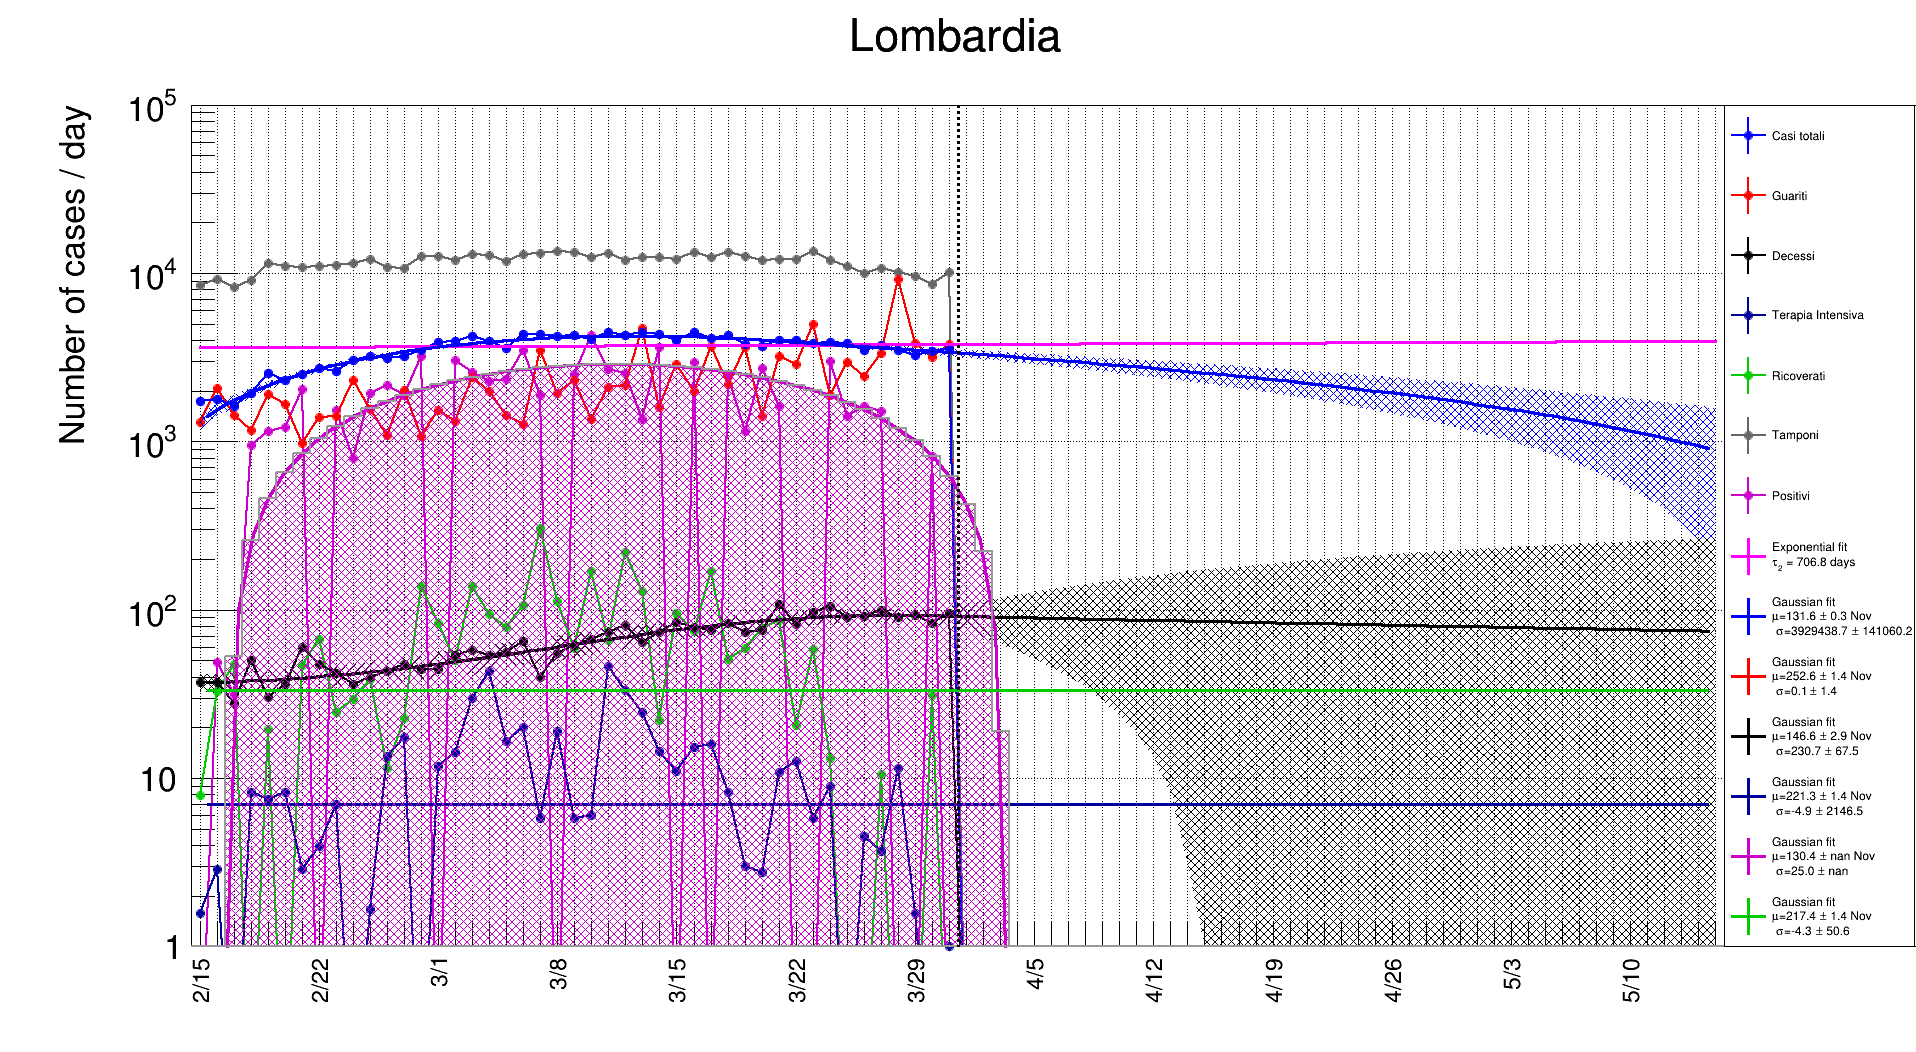 Lombardia
Number of cases / day
10^5
10^4
10^3
10^2
10
1
2/15
2/22
3/1
3/8
3/15
3/22
3/29
4/5
4/12
4/19
4/26
5/3
5/10
Casi totali
Guariti
Decessi
Terapia Intensiva
Ricoverati
Tamponi
Positivi
Exponential fit
τ_2 = 706.8 days
Gaussian fit
μ=131.6 ± 0.3 Nov
σ=3929438.7 ± 141060.2
Gaussian fit
μ=252.6 ± 1.4 Nov
σ=0.1 ± 1.4
Gaussian fit
μ=146.6 ± 2.9 Nov
σ=230.7 ± 67.5
Gaussian fit
μ=221.3 ± 1.4 Nov
σ=-4.9 ± 2146.5
Gaussian fit
μ=130.4 ± nan Nov
σ=25.0 ± nan
Gaussian fit
μ=217.4 ± 1.4 Nov
σ=-4.3 ± 50.6